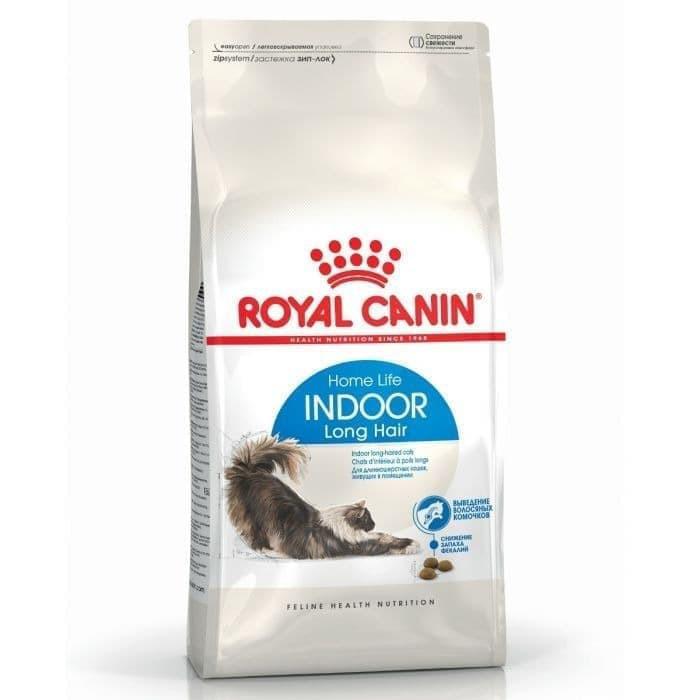 easyopen / легковскрываемая упаковка
zipsystem/застежка ЗИП-ЛОК
Сохранение
СВЕЖЕСТИ
ROYAL CANIN®
HEALTH NUTRITION SINCE 1968
Home Life
INDOOR
Long Hair
Indoor long-haired cats
Chats d'intérieur à poils longs
Для длинношерстных кошек,
живущих в помещении
ВЫВЕДЕНИЕ
ВОЛОСЯНЫХ
КОМОЧКОВ
СНИЖЕНИЕ
ЗАПАХА
ФЕКАЛИЙ
FELINE HEALTH NUTRITION